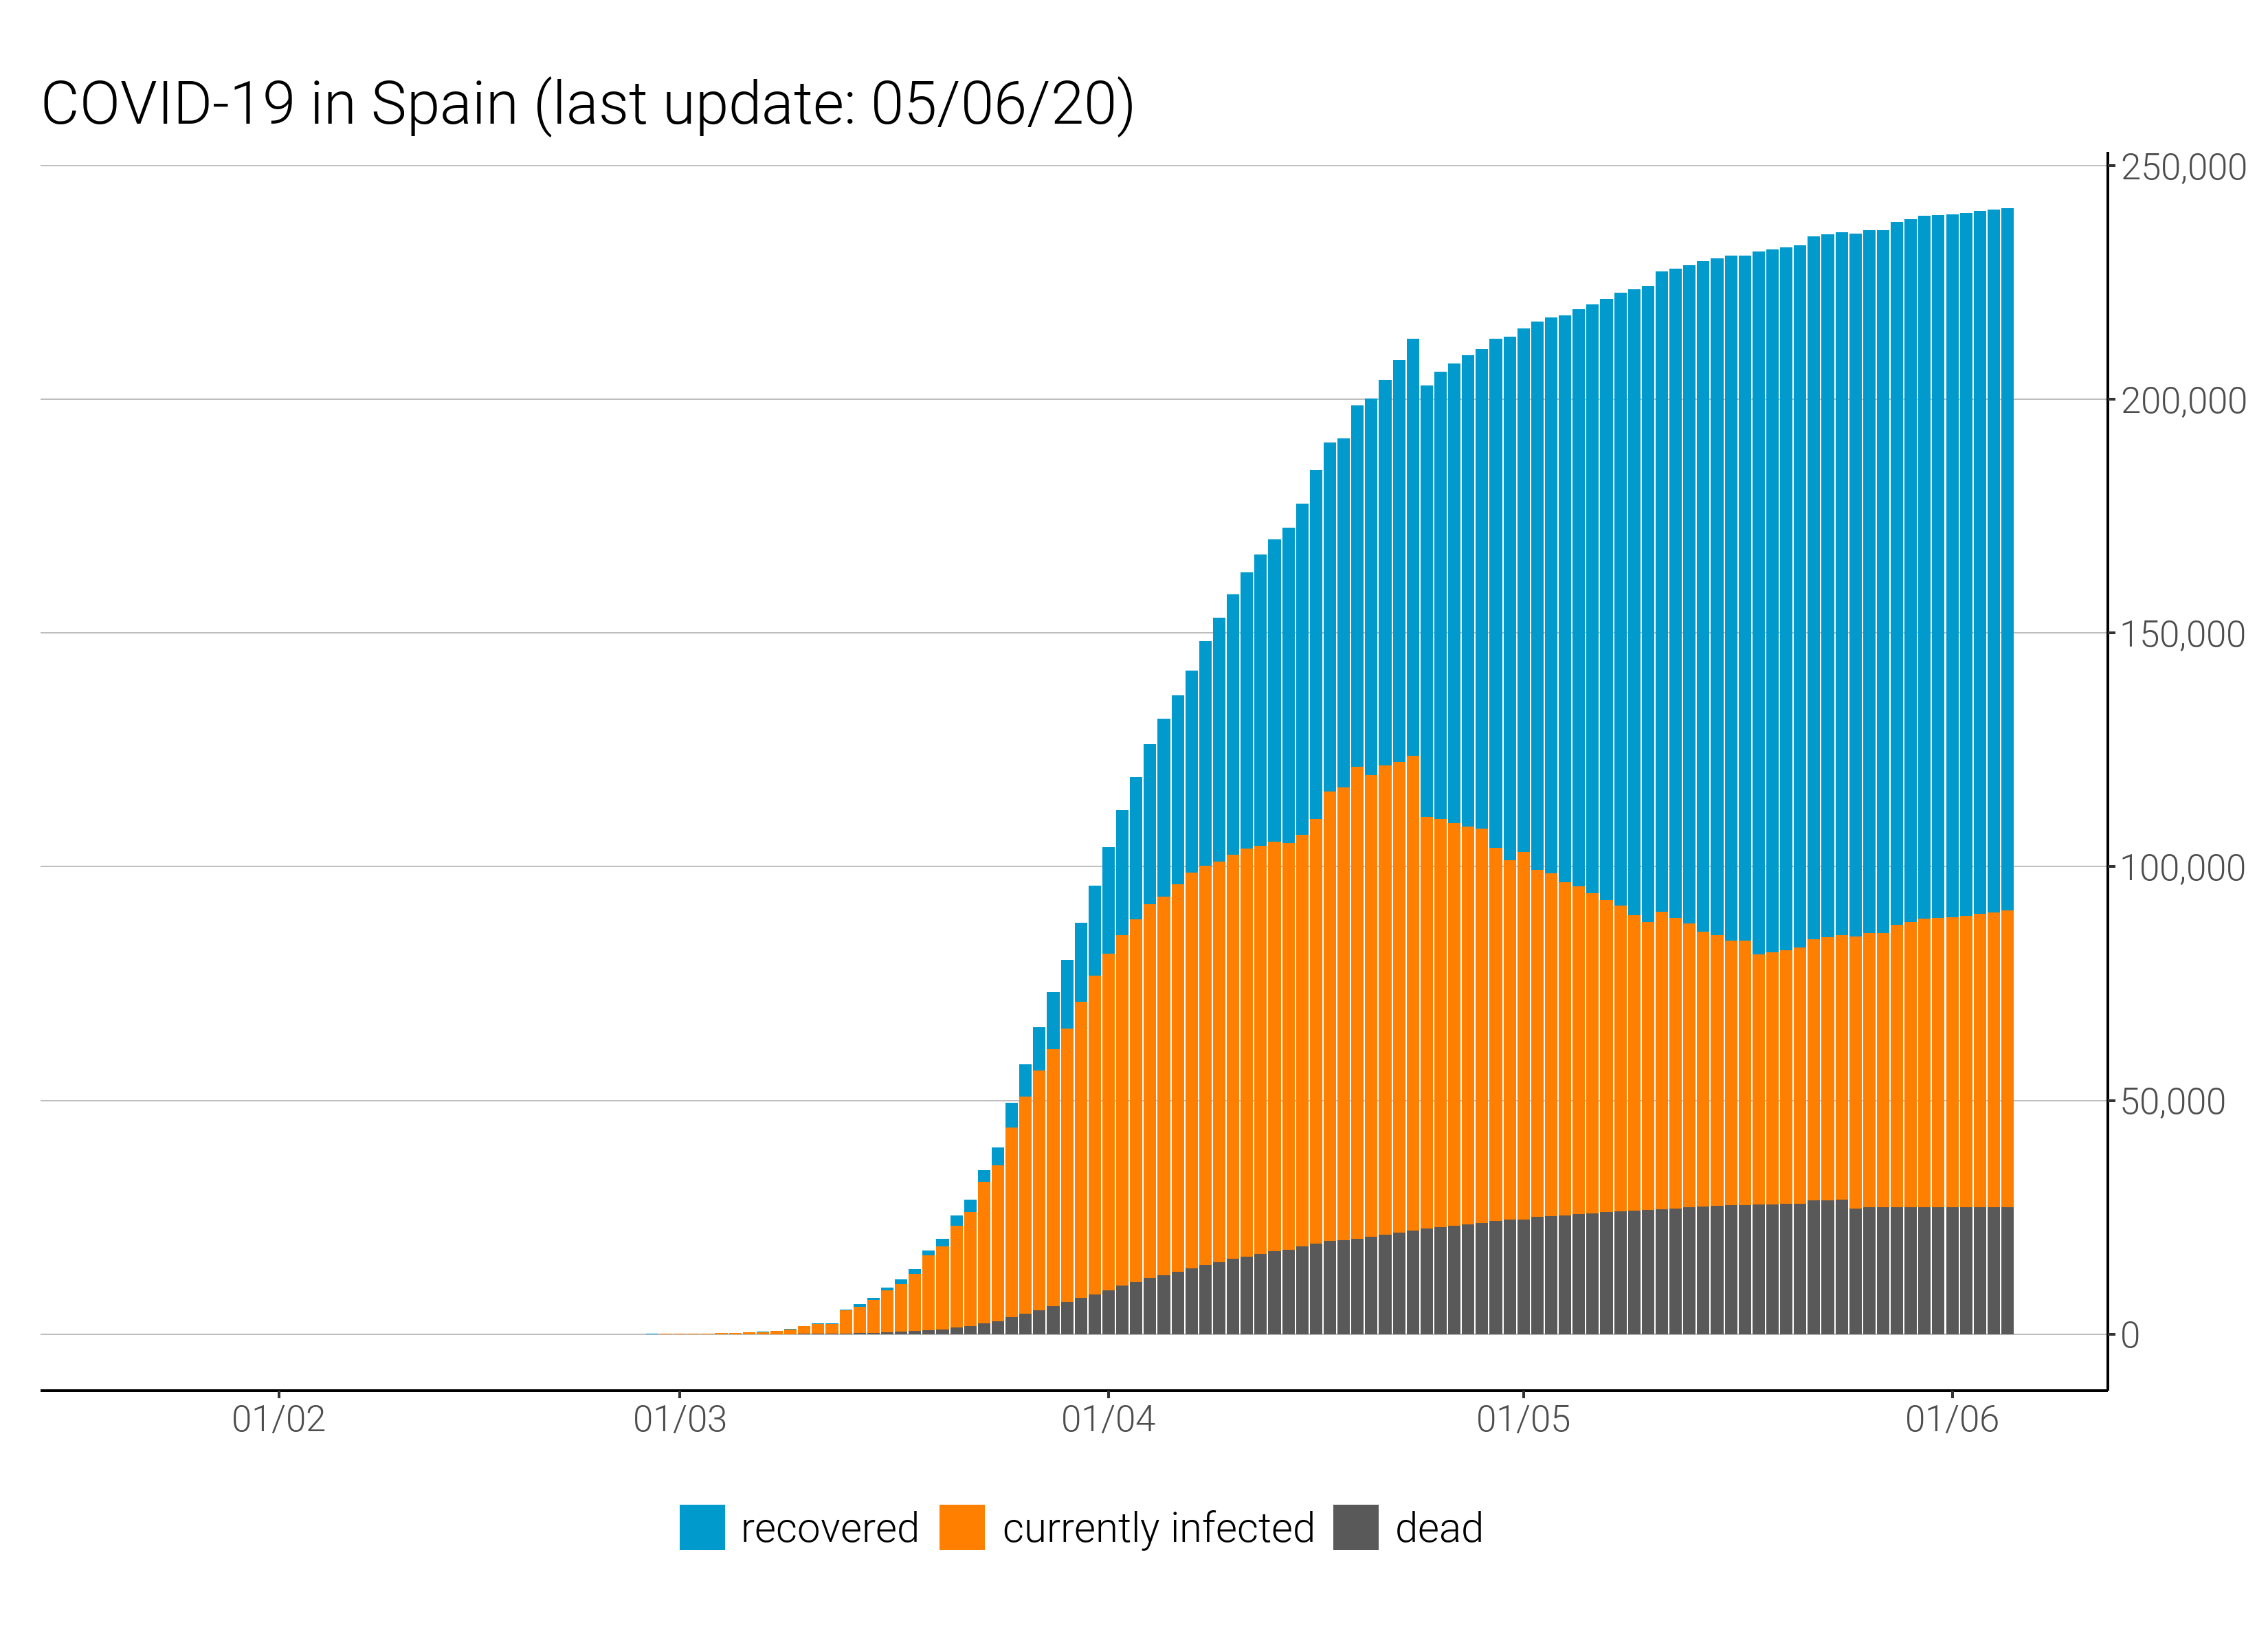 COVID-19 in Spain (last update: 05/06/20)
250,000
200,000
150,000
100,000
50,000
0
01/02 01/03 01/04 01/05 01/06
recovered currently infected dead